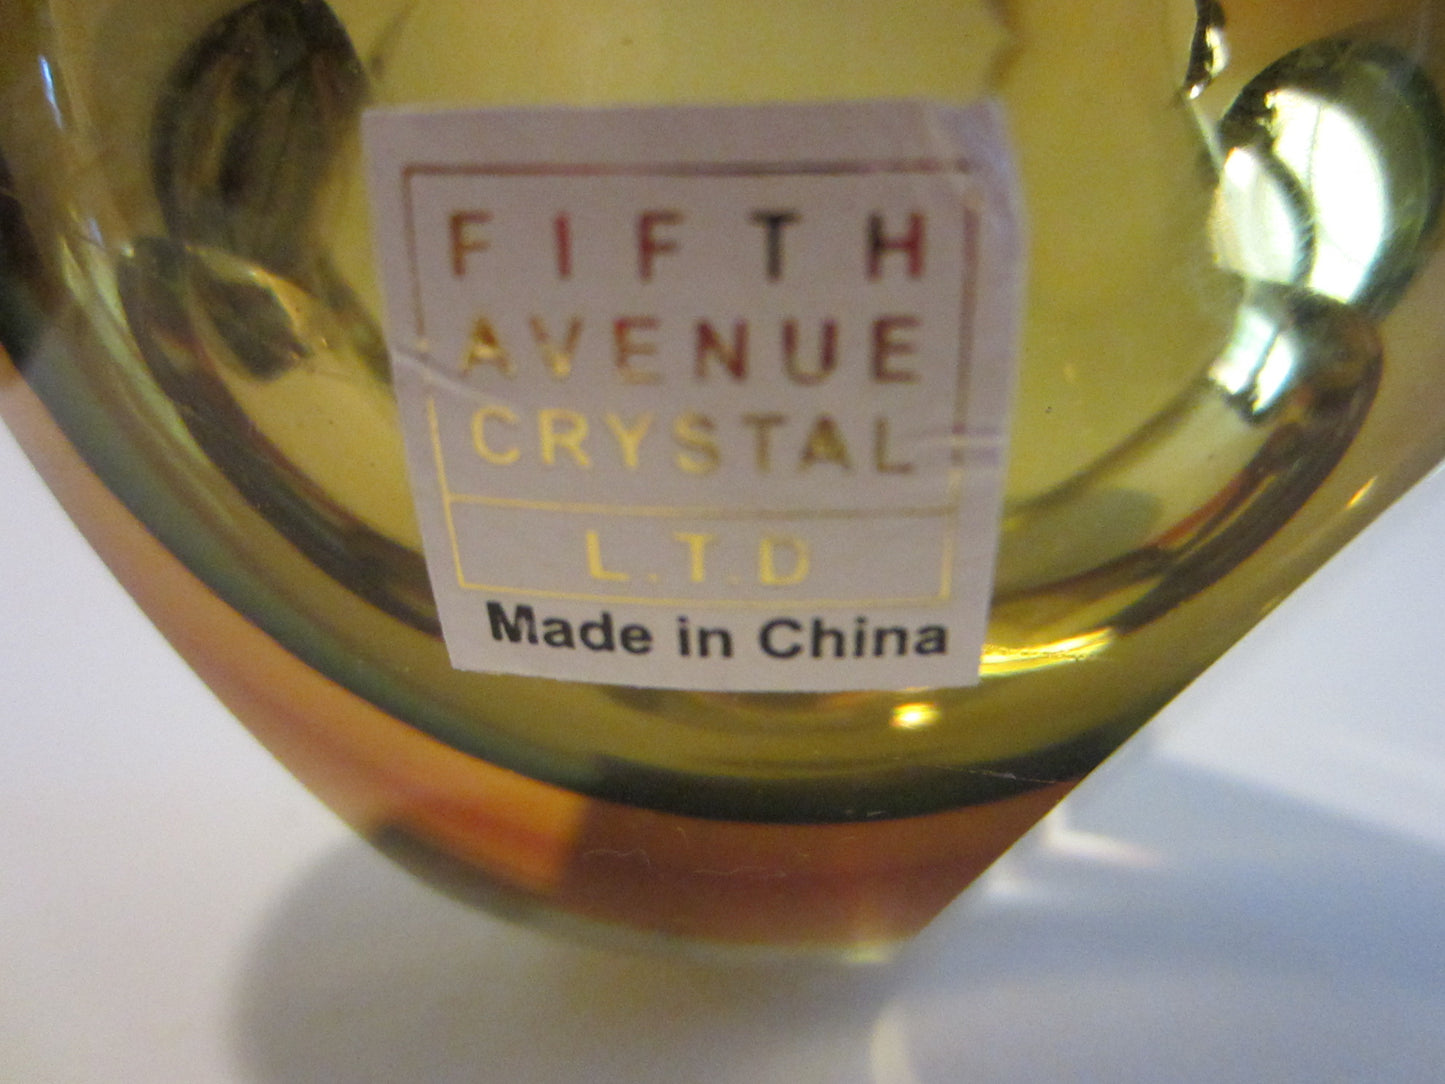 FIFTH
AVENUE
CRYSTAL
L.T.D
Made in China